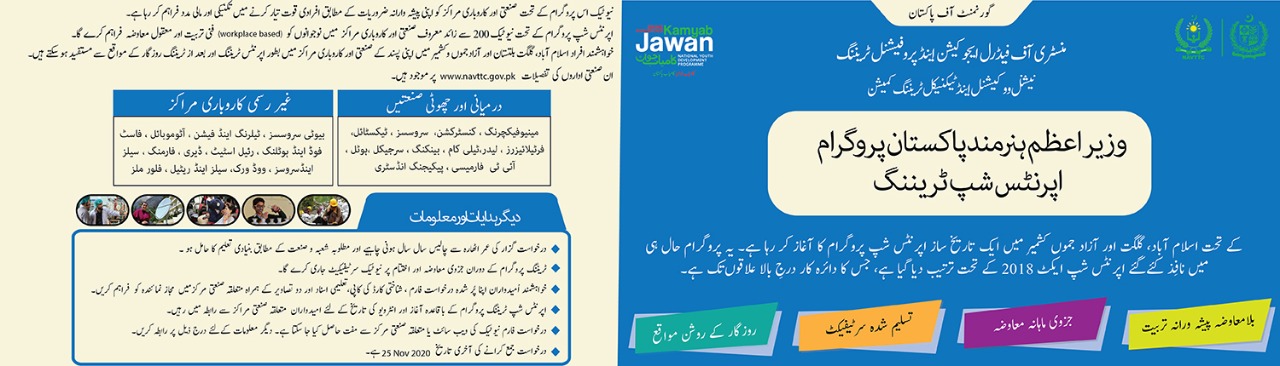 گورنمنٹ آف پاکستان
NAVTTC
Kamyab
Jawan
NATIONAL YOUTH
DEVELOPMENT
PROGRAMME
کامیاب جوان
منسٹری آف فیڈرل ایجوکیشن اینڈ پروفیشنل ٹریننگ
نیشنل ووکیشنل اینڈ ٹیکنیکل ٹریننگ کمیشن
وزیر اعظم ہنرمند پاکستان پروگرام
اپرنٹس شپ ٹریننگ
کے تحت اسلام آباد، گلگت اور آزاد جموں کشمیر میں ایک تاریخ ساز اپرنٹس شپ پروگرام کا آغاز کر رہا ہے۔ یہ پروگرام حال ہی
میں نافذ کئے گئے اپرنٹس شپ ایکٹ 2018 کے تحت ترتیب دیا گیا ہے، جس کا دائرہ کار درج بالا علاقوں تک ہے۔
بلا معاوضہ پیشہ ورانہ تربیت
جزوی ماہانہ معاوضہ
تسلیم شدہ سرٹیفیکیٹ
روزگار کے روشن مواقع
نیوٹیک اس پروگرام کے تحت صنعتی اور کاروباری مراکز کو اپنی پیشہ وارانہ ضروریات کے مطابق افرادی قوت تیار کرنے میں تکنیکی اور مالی مدد فراہم کر رہا ہے۔
اپرنٹس شپ پروگرام کے تحت نیوٹیک 200 سے زائد معروف صنعتی اور کاروباری مراکز میں نوجوانوں کو (workplace based) فنی تربیت اور معقول معاوضہ فراہم کرے گا۔
خواہشمند افراد اسلام آباد، گلگت بلتستان اور آزاد جموں و کشمیر میں اپنی پسند کے صنعتی اور کاروباری مراکز میں بطور اپرنٹس ٹریننگ اور بعد از ٹریننگ روزگار کے مواقع سے مستفید ہو سکتے ہیں۔
ان صنعتی اداروں کی تفصیلات www.navttc.gov.pk پر موجود ہیں۔
درمیانی اور چھوٹی صنعتیں
مینیوفیکچرنگ ، کنسٹرکشن، سروسسز ، ٹیکسٹائل،
فرٹیلائیزرز ، لیدر،ٹیلی کام ، بینکنگ ، سرجیکل ،ہوٹل ،
آئی ٹی فارمیسی ، پیکیجنگ انڈسٹری
غیر رسمی کاروباری مراکز
بیوٹی سروسسز ، ٹیلرنگ اینڈ فیشن ، آٹوموبائل ، فاسٹ
فوڈ اینڈ ہوٹلنگ ، رئیل اسٹیٹ ، ڈیری ، فارمنگ ، سیلز
اینڈسروسز ، ووڈ ورک، سیلز اینڈ ریٹیل ، فلور ملز
دیگر ہدایات اور معلومات
درخواست گزار کی عمر اٹھارہ سے چالیس سال سال ہونی چاہیے اور مطلوبہ شعبہ و صنعت کے مطابق بنیادی تعلیم کا حامل ہو ۔
ٹریننگ پروگرام کے دوران جزوی معاوضہ اور اختتام پر نیوٹیک سرٹیفیکیٹ جاری کرے گا۔
خواہشمند اُمیدواران اپنا پُر شدہ درخواست فارم ، شناختی کارڈ کی کاپی، تعلیمی اسناد اور دو تصاویر کے ہمراہ متعلقہ صنعتی مرکز میں مجاز نمائندہ کو فراہم کریں۔
اپرنٹس شپ ٹریننگ پروگرام کے باقاعدہ آغاز اور انٹرویو کی تاریخ کے لئے امیدواران متعلقہ صنعتی مراکز سے رابطہ میں رہیں۔
درخواست فارم نیوٹیک کی ویب سائٹ یا متعلقہ صنعتی مرکز سے مفت حاصل کیا جا سکتا ہے۔ دیگر معلومات کے لئے درج ذیل پر رابطہ کریں۔
درخواست جمع کرانے کی آخری تاریخ 25 Nov 2020 ہے۔